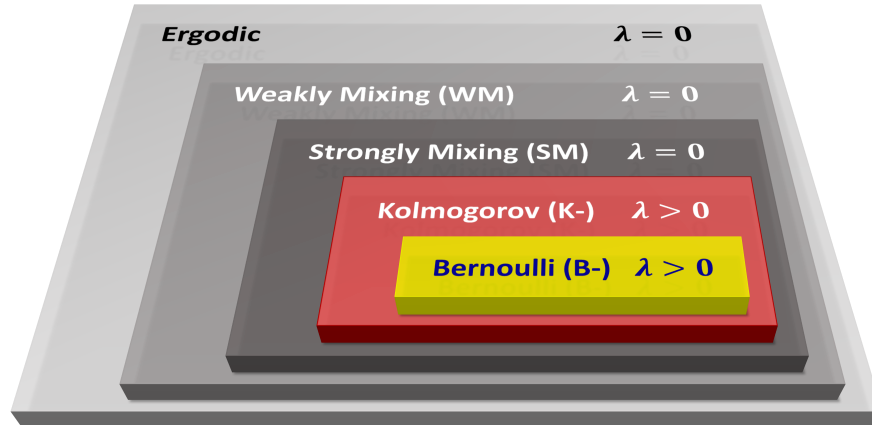 Ergodic λ = 0
Weakly Mixing (WM) λ = 0
Strongly Mixing (SM) λ = 0
Kolmogorov (K-) λ > 0
Bernoulli (B-) λ > 0